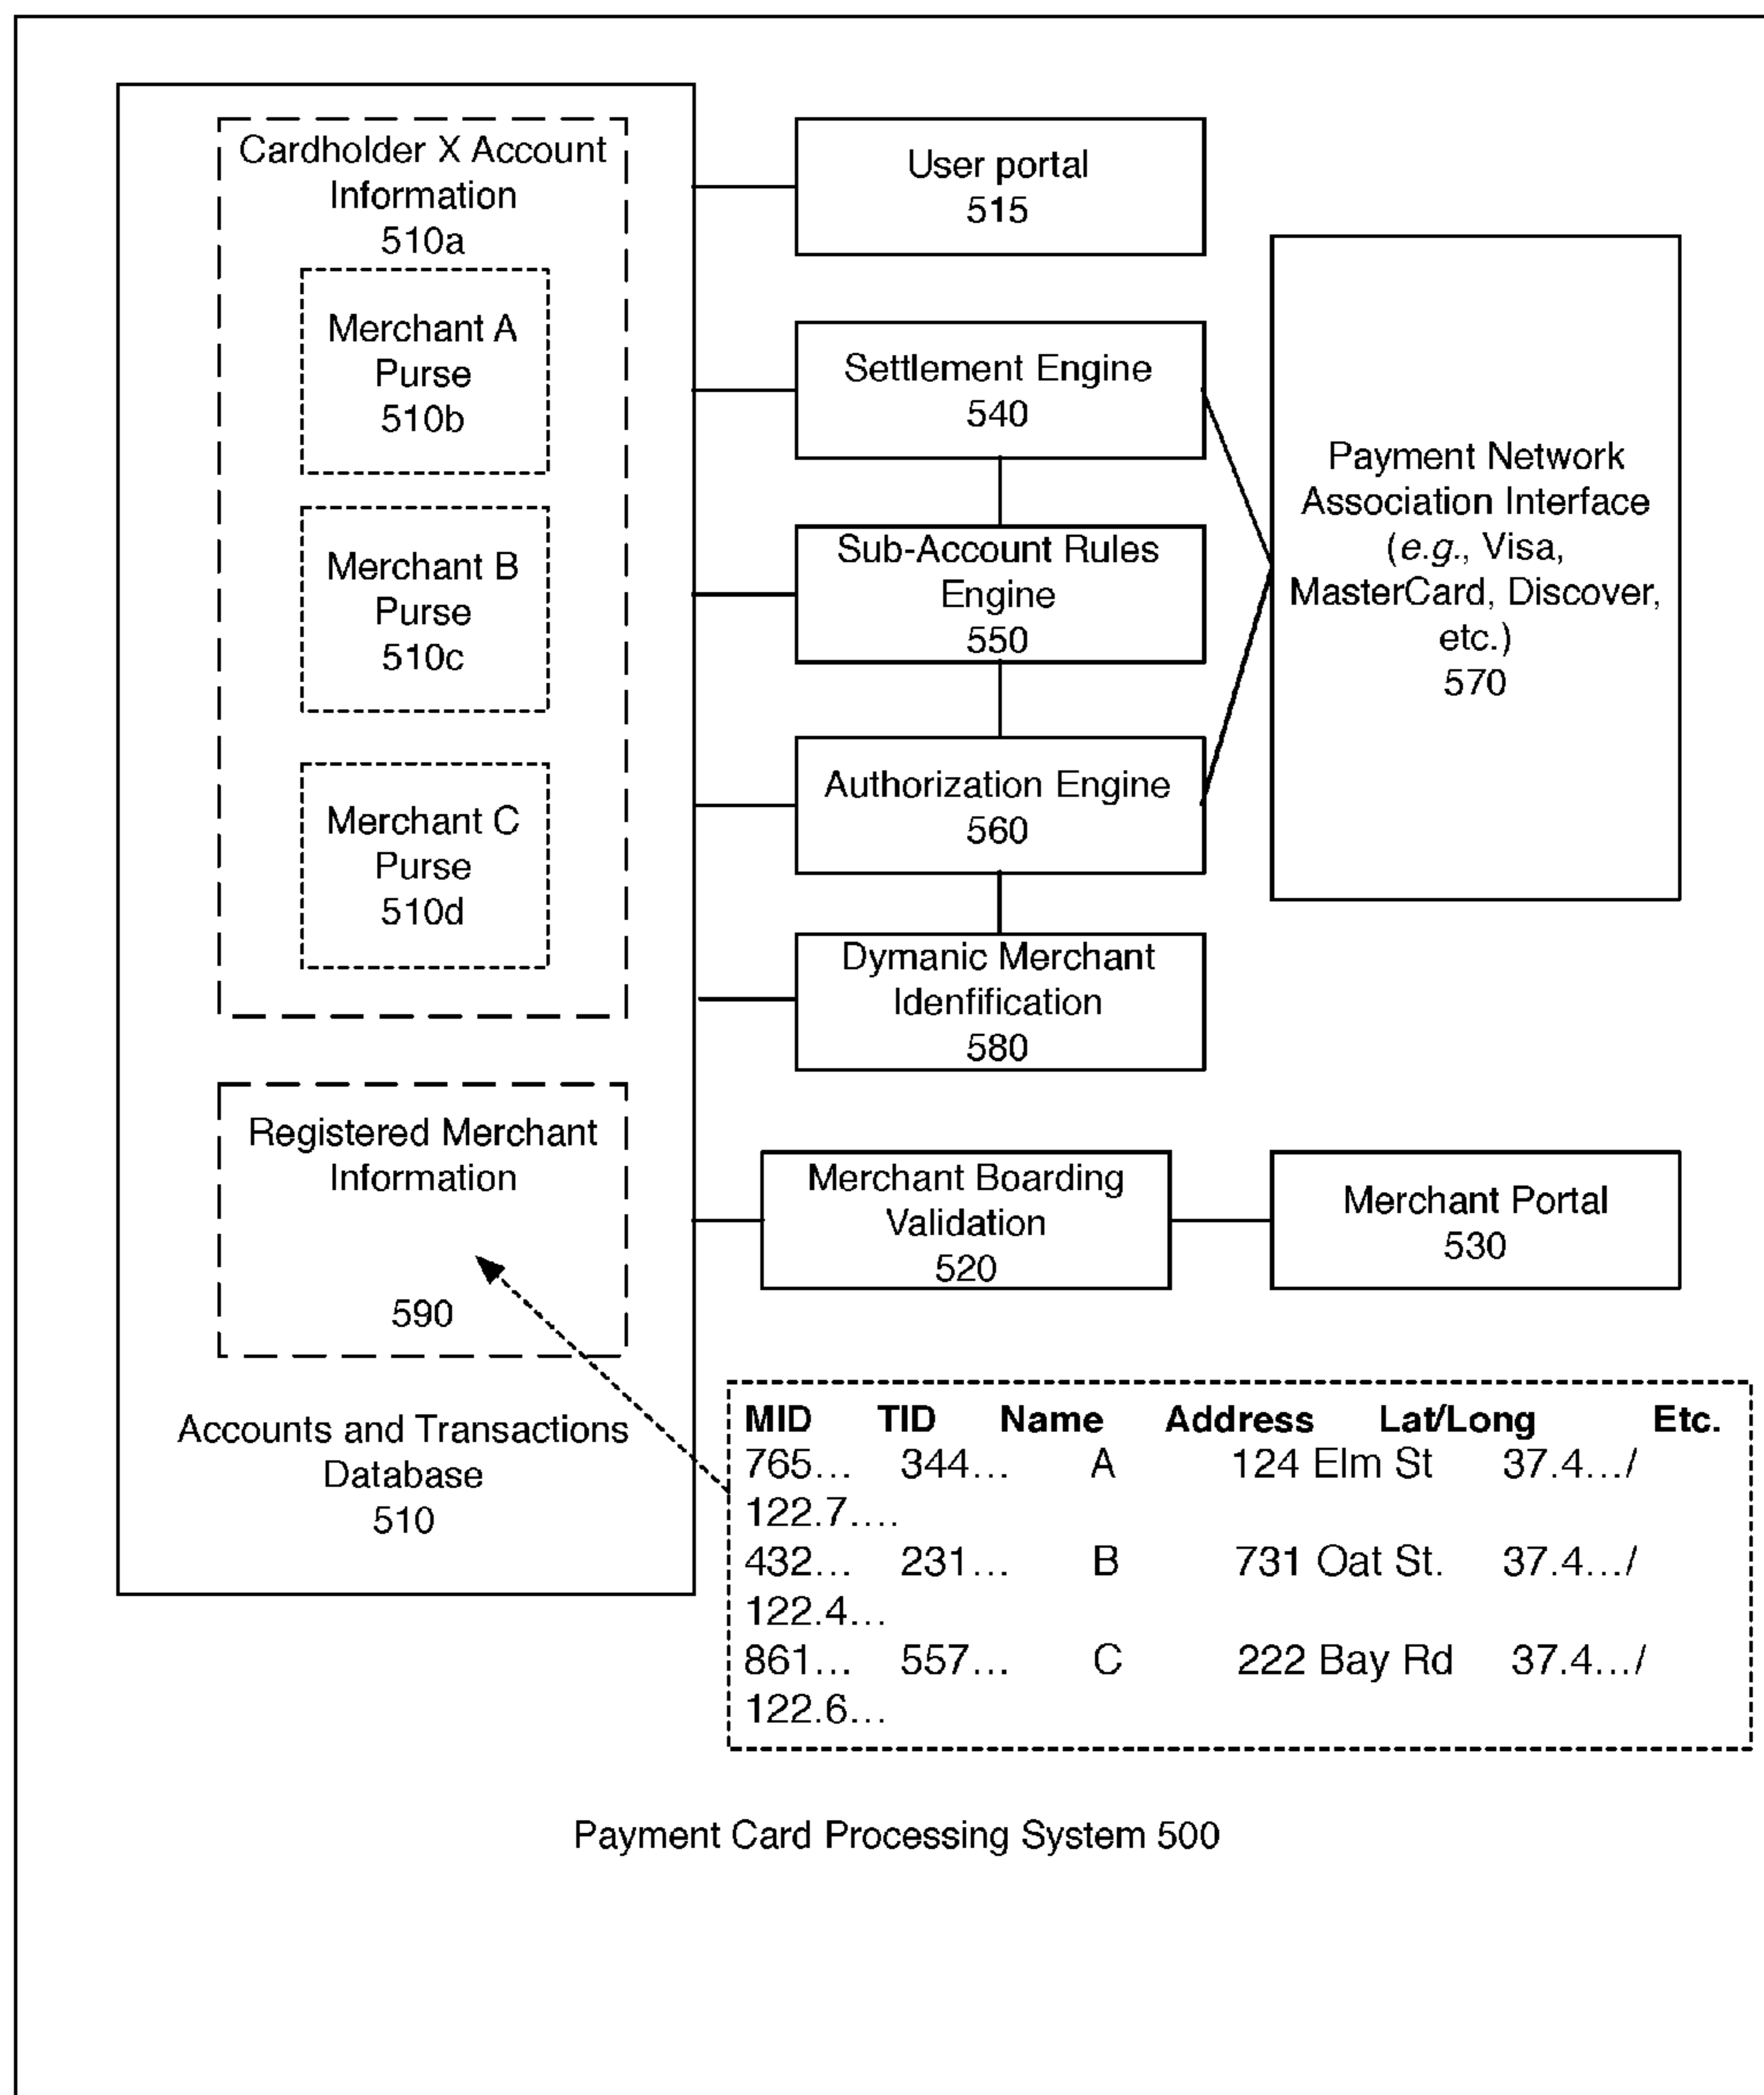 Cardholder X Account
Information
510a
Merchant A
Purse
510b
Merchant B
Purse
510c
Merchant C
Purse
510d
Registered Merchant
Information
590
Accounts and Transactions
Database
510
User portal
515
Settlement Engine
540
Sub-Account Rules
Engine
550
Authorization Engine
560
Dymanic Merchant
Idenfification
580
Payment Network
Association Interface
(e.g., Visa,
MasterCard, Discover,
etc.)
570
Merchant Boarding
Validation
520
Merchant Portal
530
MID TID Name Address Lat/Long Etc.
765... 344... A 124 Elm St 37.4.../
122.7....
432... 231... B 731 Oat St. 37.4.../
122.4...
861... 557... C 222 Bay Rd 37.4.../
122.6...
Payment Card Processing System 500